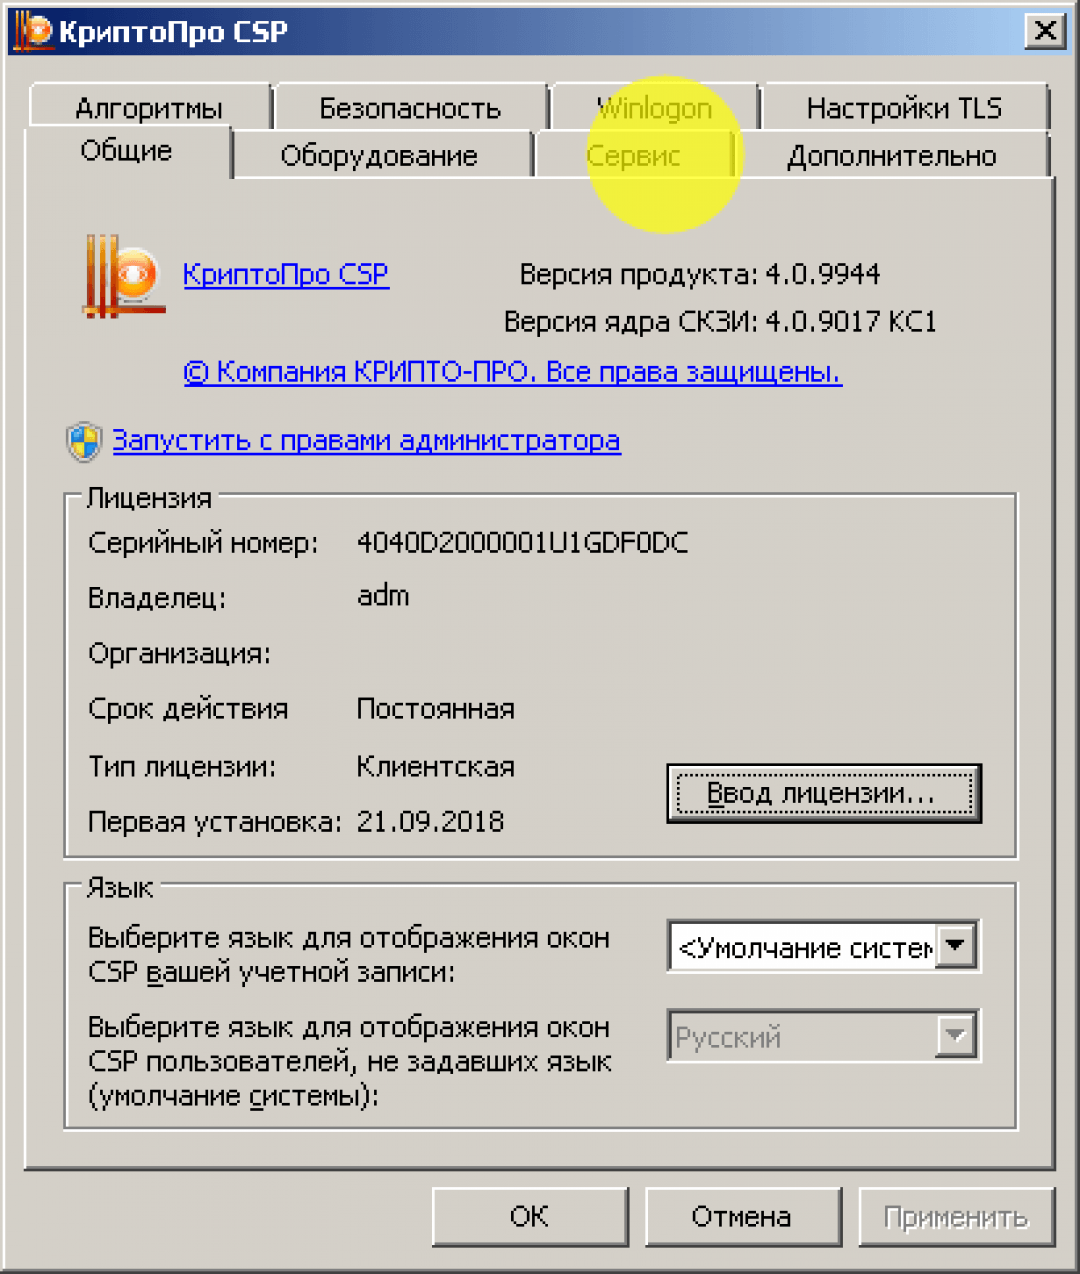 КриптоПро CSP
Алгоритмы Безопасность Winlogon Настройки TLS
Общие Оборудование Сервис Дополнительно
КриптоПро CSP Версия продукта: 4.0.9944
Версия ядра СКЗИ: 4.0.9017 КС1
© Компания КРИПТО-ПРО. Все права защищены.
Запустить с правами администратора
Лицензия
Серийный номер: 4040D2000001U1GDF0DC
Владелец: adm
Организация:
Срок действия Постоянная
Тип лицензии: Клиентская
Ввод лицензии...
Первая установка: 21.09.2018
Язык
Выберите язык для отображения окон
CSP вашей учетной записи:
<Умолчание систем
Выберите язык для отображения окон
CSP пользователей, не задавших язык
(умолчание системы):
Русский
ОК Отмена Применить